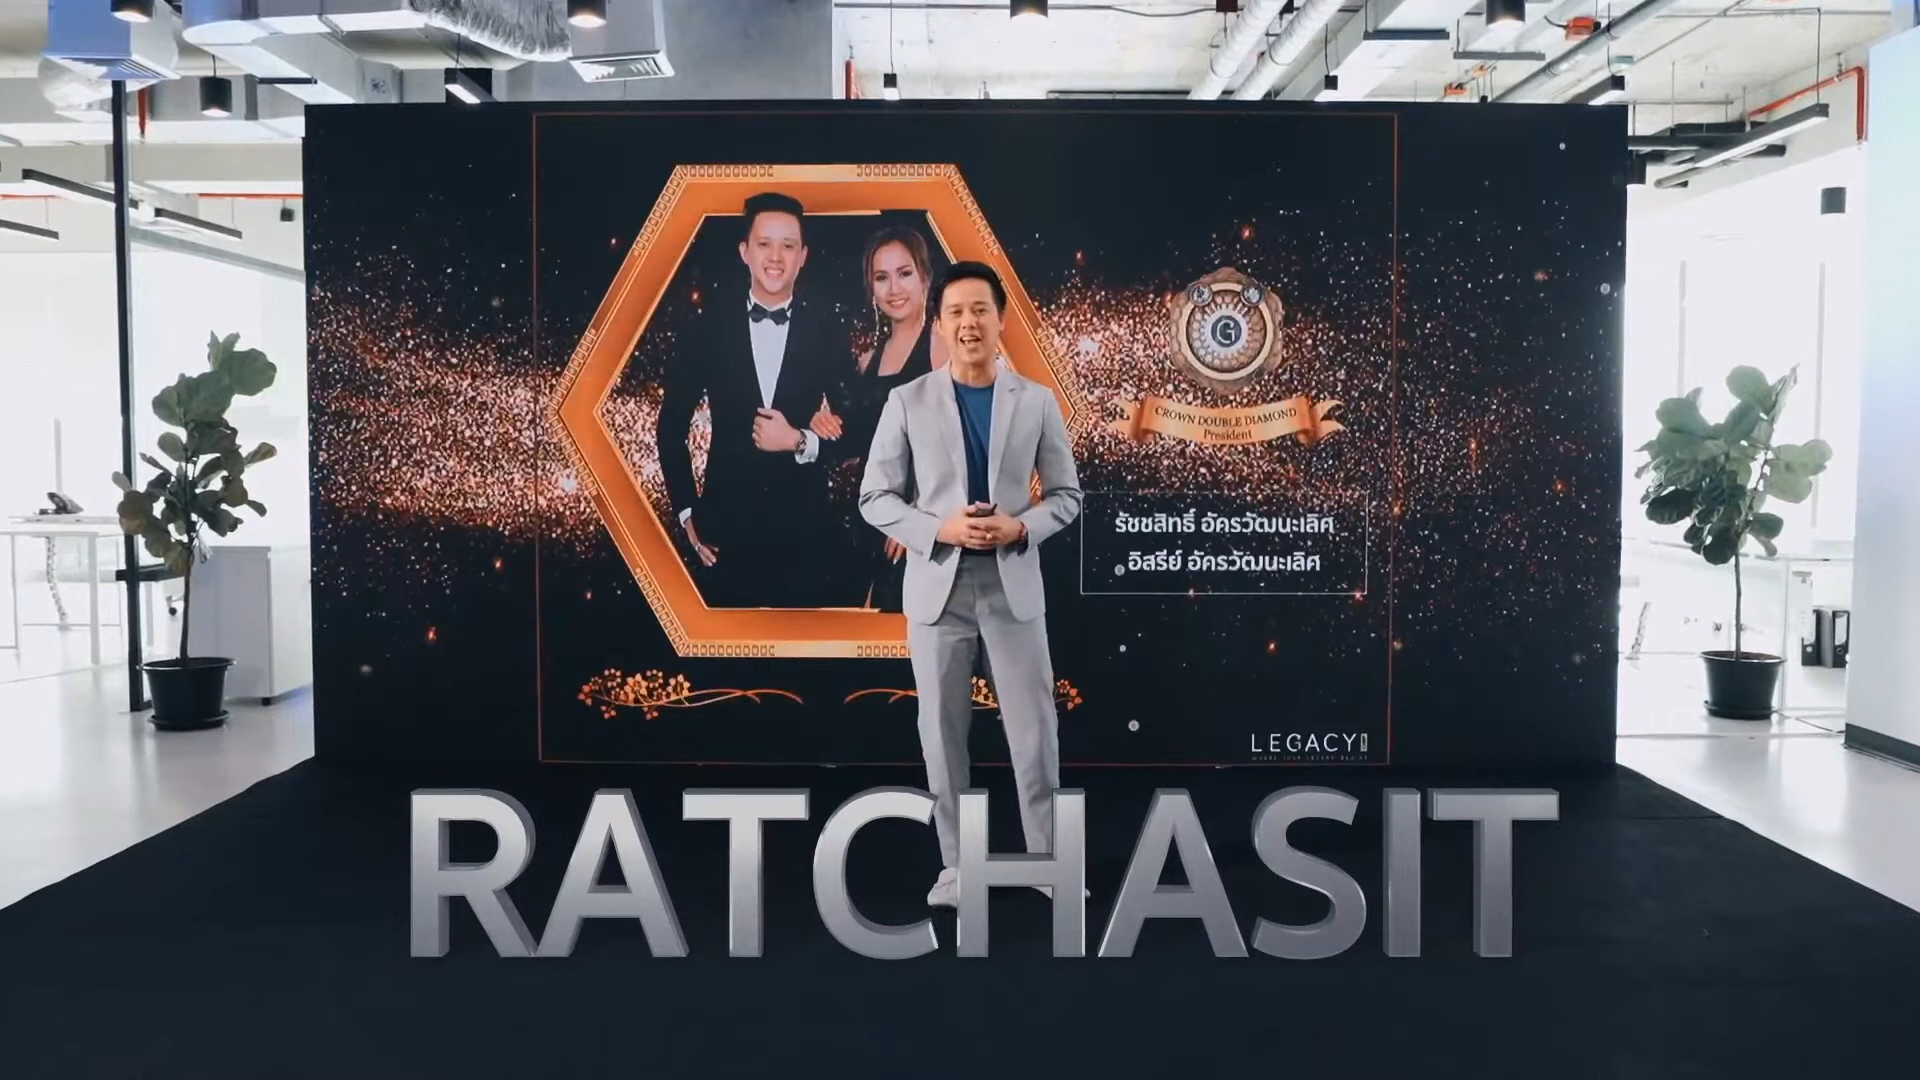 G
CROWN DOUBLE DIAMOND
President
รัชชสิทธิ์ อัครวัฒนะเลิศ
อิสรีย์ อัครวัฒนะเลิศ
LEGACY
RATCHASIT